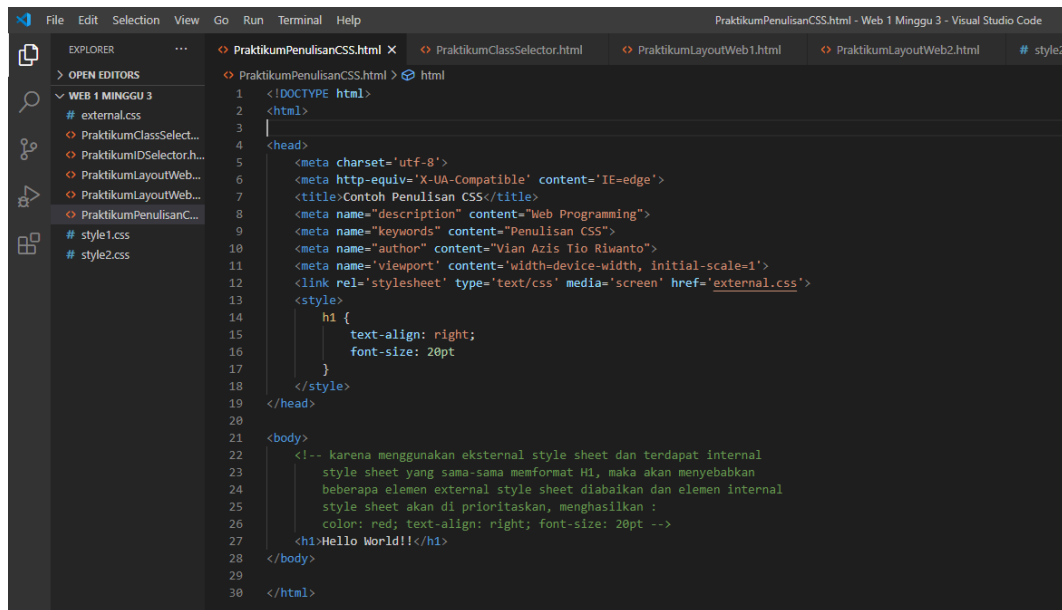 File Edit Selection View Go Run Terminal Help PraktikumPenulisanCSS.html - Web 1 Minggu 3 - Visual Studio Code
EXPLORER ...
> OPEN EDITORS
WEB 1 MINGGU 3
# external.css
<> PraktikumClassSelect...
<> PraktikumIDSelector.h...
<> PraktikumLayoutWeb...
<> PraktikumLayoutWeb...
<> PraktikumPenulisanC...
# style1.css
# style2.css
<> PraktikumPenulisanCSS.html × <> PraktikumClassSelector.html <> PraktikumLayoutWeb1.html <> PraktikumLayoutWeb2.html # style2
<> PraktikumPenulisanCSS.html > html
1 <!DOCTYPE html>
2 <html>
3
4 <head>
5 <meta charset='utf-8'>
6 <meta http-equiv='X-UA-Compatible' content='IE=edge'>
7 <title>Contoh Penulisan CSS</title>
8 <meta name="description" content="Web Programming">
9 <meta name="keywords" content="Penulisan CSS">
10 <meta name="author" content="Vian Azis Tio Riwanto">
11 <meta name='viewport' content='width=device-width, initial-scale=1'>
12 <link rel='stylesheet' type='text/css' media='screen' href='external.css'>
13 <style>
14 h1 {
15 text-align: right;
16 font-size: 20pt
17 }
18 </style>
19 </head>
20
21 <body>
22 <!-- karena menggunakan eksternal style sheet dan terdapat internal
23 style sheet yang sama-sama memformat H1, maka akan menyebabkan
24 beberapa elemen external style sheet diabaikan dan elemen internal
25 style sheet akan di prioritaskan, menghasilkan :
26 color: red; text-align: right; font-size: 20pt -->
27 <h1>Hello World!!</h1>
28 </body>
29
30 </html>